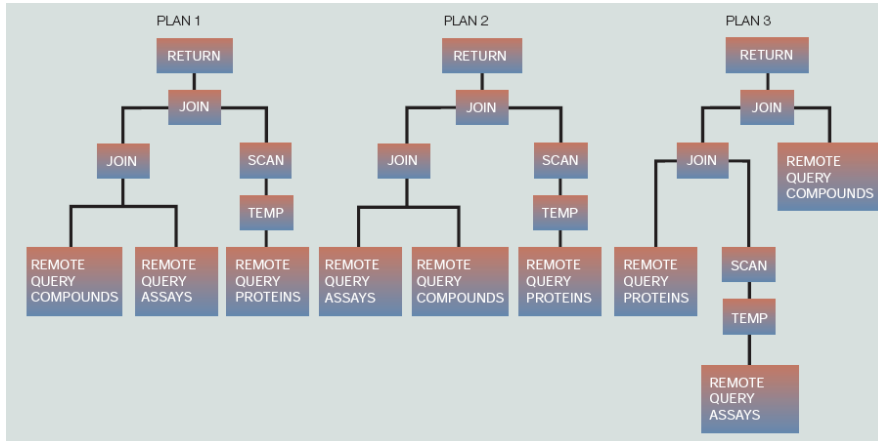 PLAN 1
RETURN
JOIN
JOIN
SCAN
TEMP
REMOTE
QUERY
COMPOUNDS
REMOTE
QUERY
ASSAYS
REMOTE
QUERY
PROTEINS
PLAN 2
RETURN
JOIN
JOIN
SCAN
TEMP
REMOTE
QUERY
ASSAYS
REMOTE
QUERY
COMPOUNDS
REMOTE
QUERY
PROTEINS
PLAN 3
RETURN
JOIN
JOIN
REMOTE
QUERY
COMPOUNDS
REMOTE
QUERY
PROTEINS
SCAN
TEMP
REMOTE
QUERY
ASSAYS